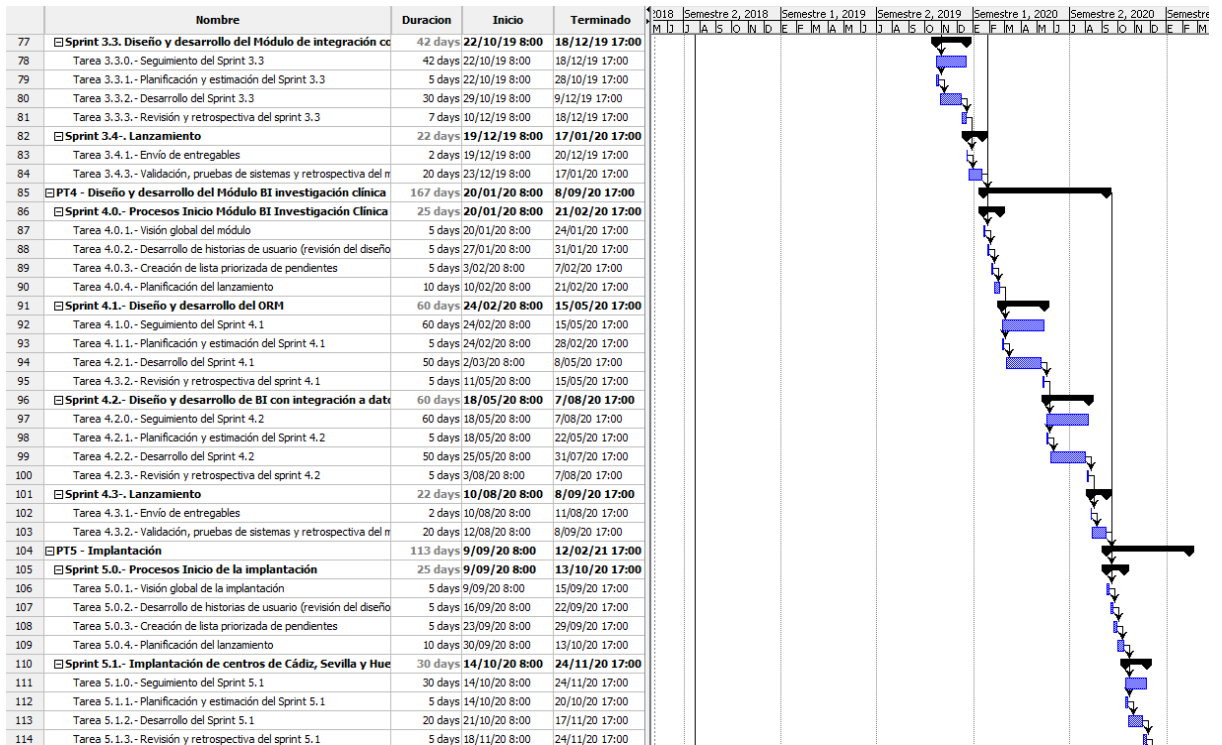 Nombre Duracion Inicio Terminado
2018 Semestre 2, 2018 Semestre 1, 2019 Semestre 2, 2019 Semestre 1, 2020 Semestre 2, 2020 Semestre
M J J A S O N D E F M A M J J A S O N D E F M A M J J A S O N D E F
77 Sprint 3.3. Diseño y desarrollo del Módulo de integración co 42 days 22/10/19 8:00 18/12/19 17:00
78 Tarea 3.3.0.- Seguimiento del Sprint 3.3 42 days 22/10/19 8:00 18/12/19 17:00
79 Tarea 3.3.1.- Planificación y estimación del Sprint 3.3 5 days 22/10/19 8:00 28/10/19 17:00
80 Tarea 3.3.2.- Desarrollo del Sprint 3.3 30 days 29/10/19 8:00 9/12/19 17:00
81 Tarea 3.3.3.- Revisión y retrospectiva del sprint 3.3 7 days 10/12/19 8:00 18/12/19 17:00
82 Sprint 3.4-. Lanzamiento 22 days 19/12/19 8:00 17/01/20 17:00
83 Tarea 3.4.1.- Envío de entregables 2 days 19/12/19 8:00 20/12/19 17:00
84 Tarea 3.4.3.- Validación, pruebas de sistemas y retrospectiva del m 20 days 23/12/19 8:00 17/01/20 17:00
85 PT4 - Diseño y desarrollo del Módulo BI investigación clínica 167 days 20/01/20 8:00 8/09/20 17:00
86 Sprint 4.0.- Procesos Inicio Módulo BI Investigación Clínica 25 days 20/01/20 8:00 21/02/20 17:00
87 Tarea 4.0.1.- Visión global del módulo 5 days 20/01/20 8:00 24/01/20 17:00
88 Tarea 4.0.2.- Desarrollo de historias de usuario (revisión del diseño 5 days 27/01/20 8:00 31/01/20 17:00
89 Tarea 4.0.3.- Creación de lista priorizada de pendientes 5 days 3/02/20 8:00 7/02/20 17:00
90 Tarea 4.0.4.- Planificación del lanzamiento 10 days 10/02/20 8:00 21/02/20 17:00
91 Sprint 4.1.- Diseño y desarrollo del ORM 60 days 24/02/20 8:00 15/05/20 17:00
92 Tarea 4.1.0.- Seguimiento del Sprint 4.1 60 days 24/02/20 8:00 15/05/20 17:00
93 Tarea 4.1.1.- Planificación y estimación del Sprint 4.1 5 days 24/02/20 8:00 28/02/20 17:00
94 Tarea 4.2.1.- Desarrollo del Sprint 4.1 50 days 2/03/20 8:00 8/05/20 17:00
95 Tarea 4.3.2.- Revisión y retrospectiva del sprint 4.1 5 days 11/05/20 8:00 15/05/20 17:00
96 Sprint 4.2.- Diseño y desarrollo de BI con integración a dato 60 days 18/05/20 8:00 7/08/20 17:00
97 Tarea 4.2.0.- Seguimiento del Sprint 4.2 60 days 18/05/20 8:00 7/08/20 17:00
98 Tarea 4.2.1.- Planificación y estimación del Sprint 4.2 5 days 18/05/20 8:00 22/05/20 17:00
99 Tarea 4.2.2.- Desarrollo del Sprint 4.2 50 days 25/05/20 8:00 31/07/20 17:00
100 Tarea 4.2.3.- Revisión y retrospectiva del sprint 4.2 5 days 3/08/20 8:00 7/08/20 17:00
101 Sprint 4.3-. Lanzamiento 22 days 10/08/20 8:00 8/09/20 17:00
102 Tarea 4.3.1.- Envío de entregables 2 days 10/08/20 8:00 11/08/20 17:00
103 Tarea 4.3.2.- Validación, pruebas de sistemas y retrospectiva del m 20 days 12/08/20 8:00 8/09/20 17:00
104 PT5 - Implantación 113 days 9/09/20 8:00 12/02/21 17:00
105 Sprint 5.0.- Procesos Inicio de la implantación 25 days 9/09/20 8:00 13/10/20 17:00
106 Tarea 5.0.1.- Visión global de la implantación 5 days 9/09/20 8:00 15/09/20 17:00
107 Tarea 5.0.2.- Desarrollo de historias de usuario (revisión del diseño 5 days 16/09/20 8:00 22/09/20 17:00
108 Tarea 5.0.3.- Creación de lista priorizada de pendientes 5 days 23/09/20 8:00 29/09/20 17:00
109 Tarea 5.0.4.- Planificación del lanzamiento 10 days 30/09/20 8:00 13/10/20 17:00
110 Sprint 5.1.- Implantación de centros de Cádiz, Sevilla y Hue 30 days 14/10/20 8:00 24/11/20 17:00
111 Tarea 5.1.0.- Seguimiento del Sprint 5.1 30 days 14/10/20 8:00 24/11/20 17:00
112 Tarea 5.1.1.- Planificación y estimación del Sprint 5.1 5 days 14/10/20 8:00 20/10/20 17:00
113 Tarea 5.1.2.- Desarrollo del Sprint 5.1 20 days 21/10/20 8:00 17/11/20 17:00
114 Tarea 5.1.3.- Revisión y retrospectiva del sprint 5.1 5 days 18/11/20 8:00 24/11/20 17:00